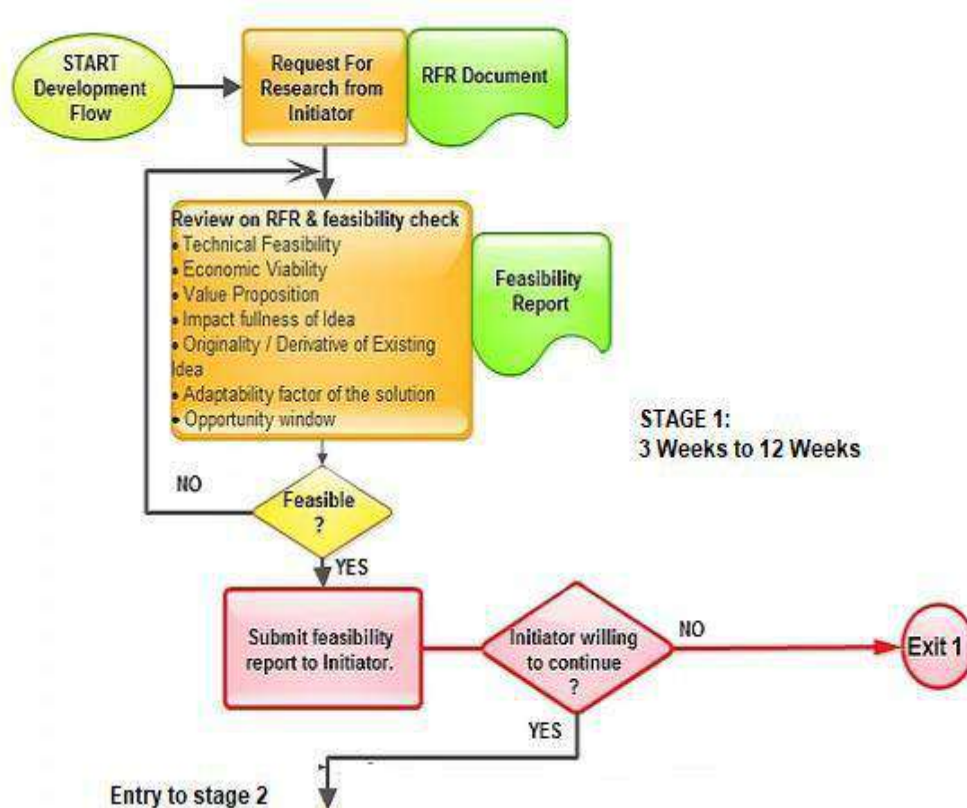 START
Development
Flow
Request For
Research from
Initiator
RFR Document
Review on RFR & feasibility check
• Technical Feasibility
• Economic Viability
• Value Proposition
• Impact fullness of Idea
• Originality / Derivative of Existing
Idea
• Adaptability factor of the solution
• Opportunity window
Feasibility
Report
STAGE 1:
3 Weeks to 12 Weeks
NO
Feasible
?
YES
Submit feasibility
report to Initiator.
Initiator willing
to continue
?
NO
Exit 1
YES
Entry to stage 2